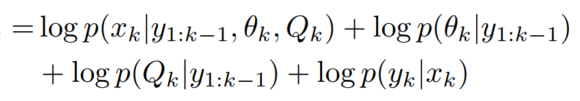 = log p(x_k|y_{1:k−1}, θ_k, Q_k) + log p(θ_k|y_{1:k−1})
+ log p(Q_k|y_{1:k−1}) + log p(y_k|x_k)